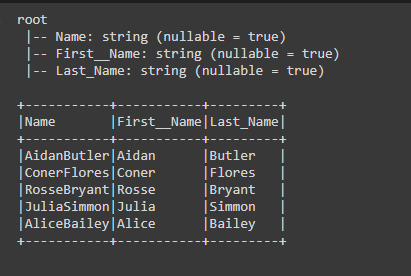 root
 |-- Name: string (nullable = true)
 |-- First__Name: string (nullable = true)
 |-- Last_Name: string (nullable = true)

+-----------+-----------+---------+
|Name       |First__Name|Last_Name|
+-----------+-----------+---------+
|AidanButler|Aidan      |Butler   |
|ConerFlores|Coner      |Flores   |
|RosseBryant|Rosse      |Bryant   |
|JuliaSimmon|Julia      |Simmon   |
|AliceBailey|Alice      |Bailey   |
+-----------+-----------+---------+